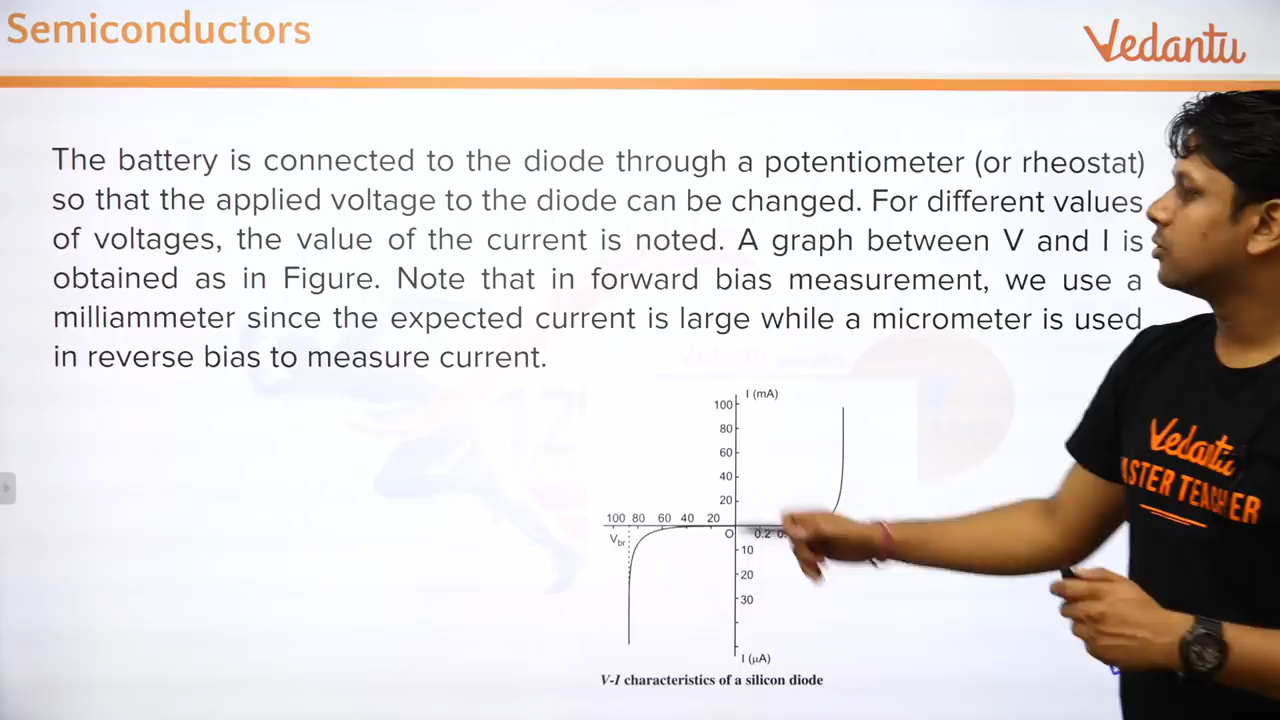 Semiconductors
Vedantu
The battery is connected to the diode through a potentiometer (or rheostat)
so that the applied voltage to the diode can be changed. For different values
of voltages, the value of the current is noted. A graph between V and I is
obtained as in Figure. Note that in forward bias measurement, we use a
milliammeter since the expected current is large while a micrometer is used
in reverse bias to measure current.
I (mA)
100
80
60
40
20
100 80 60 40 20
Vbr
O
0.2
10
20
30
I (µA)
V-I characteristics of a silicon diode
Vedantu
TEACHER